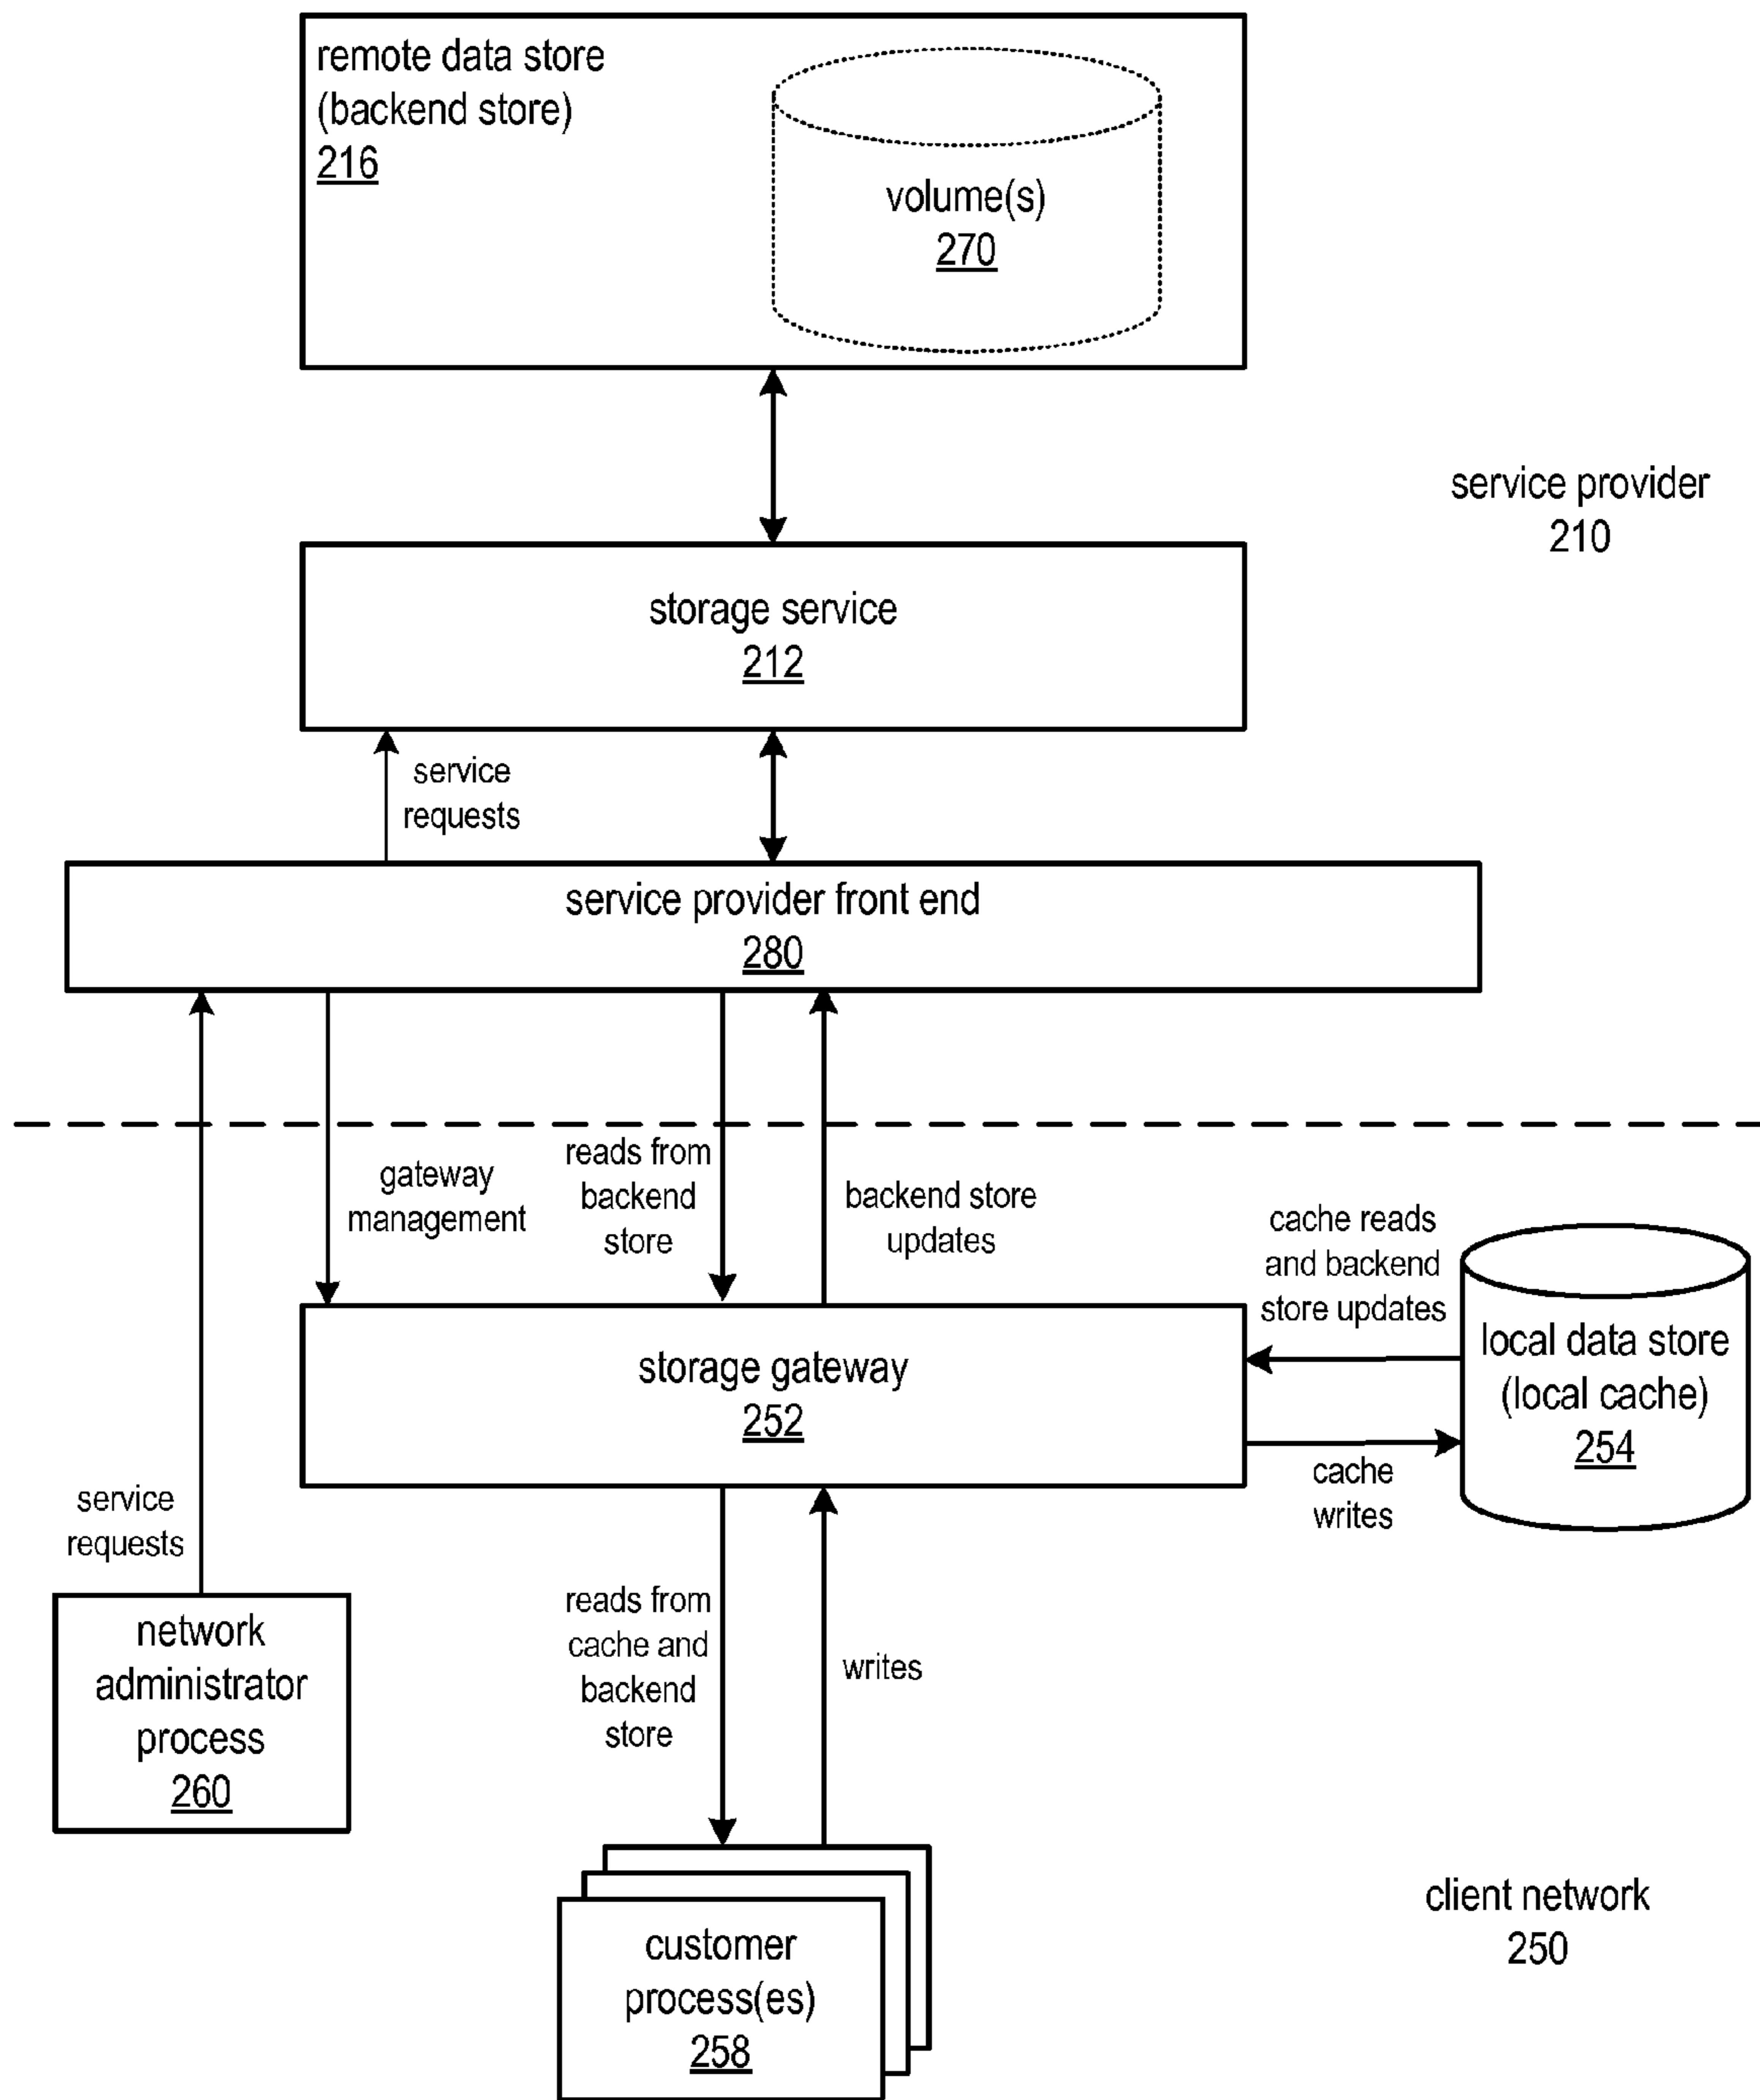 remote data store
(backend store)
216
volume(s)
270
service provider
210
storage service
212
service
requests
service provider front end
280
gateway
management
reads from
backend
store
backend store
updates
cache reads
and backend
store updates
local data store
(local cache)
254
storage gateway
252
cache
writes
service
requests
network
administrator
process
260
reads from
cache and
backend
store
writes
customer
process(es)
258
client network
250